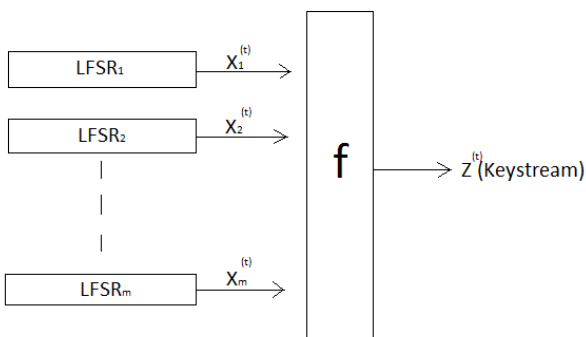 LFSR₁ X₁⁽ᵗ⁾
LFSR₂ X₂⁽ᵗ⁾
f
Z⁽ᵗ⁾(Keystream)
LFSRₘ Xₘ⁽ᵗ⁾